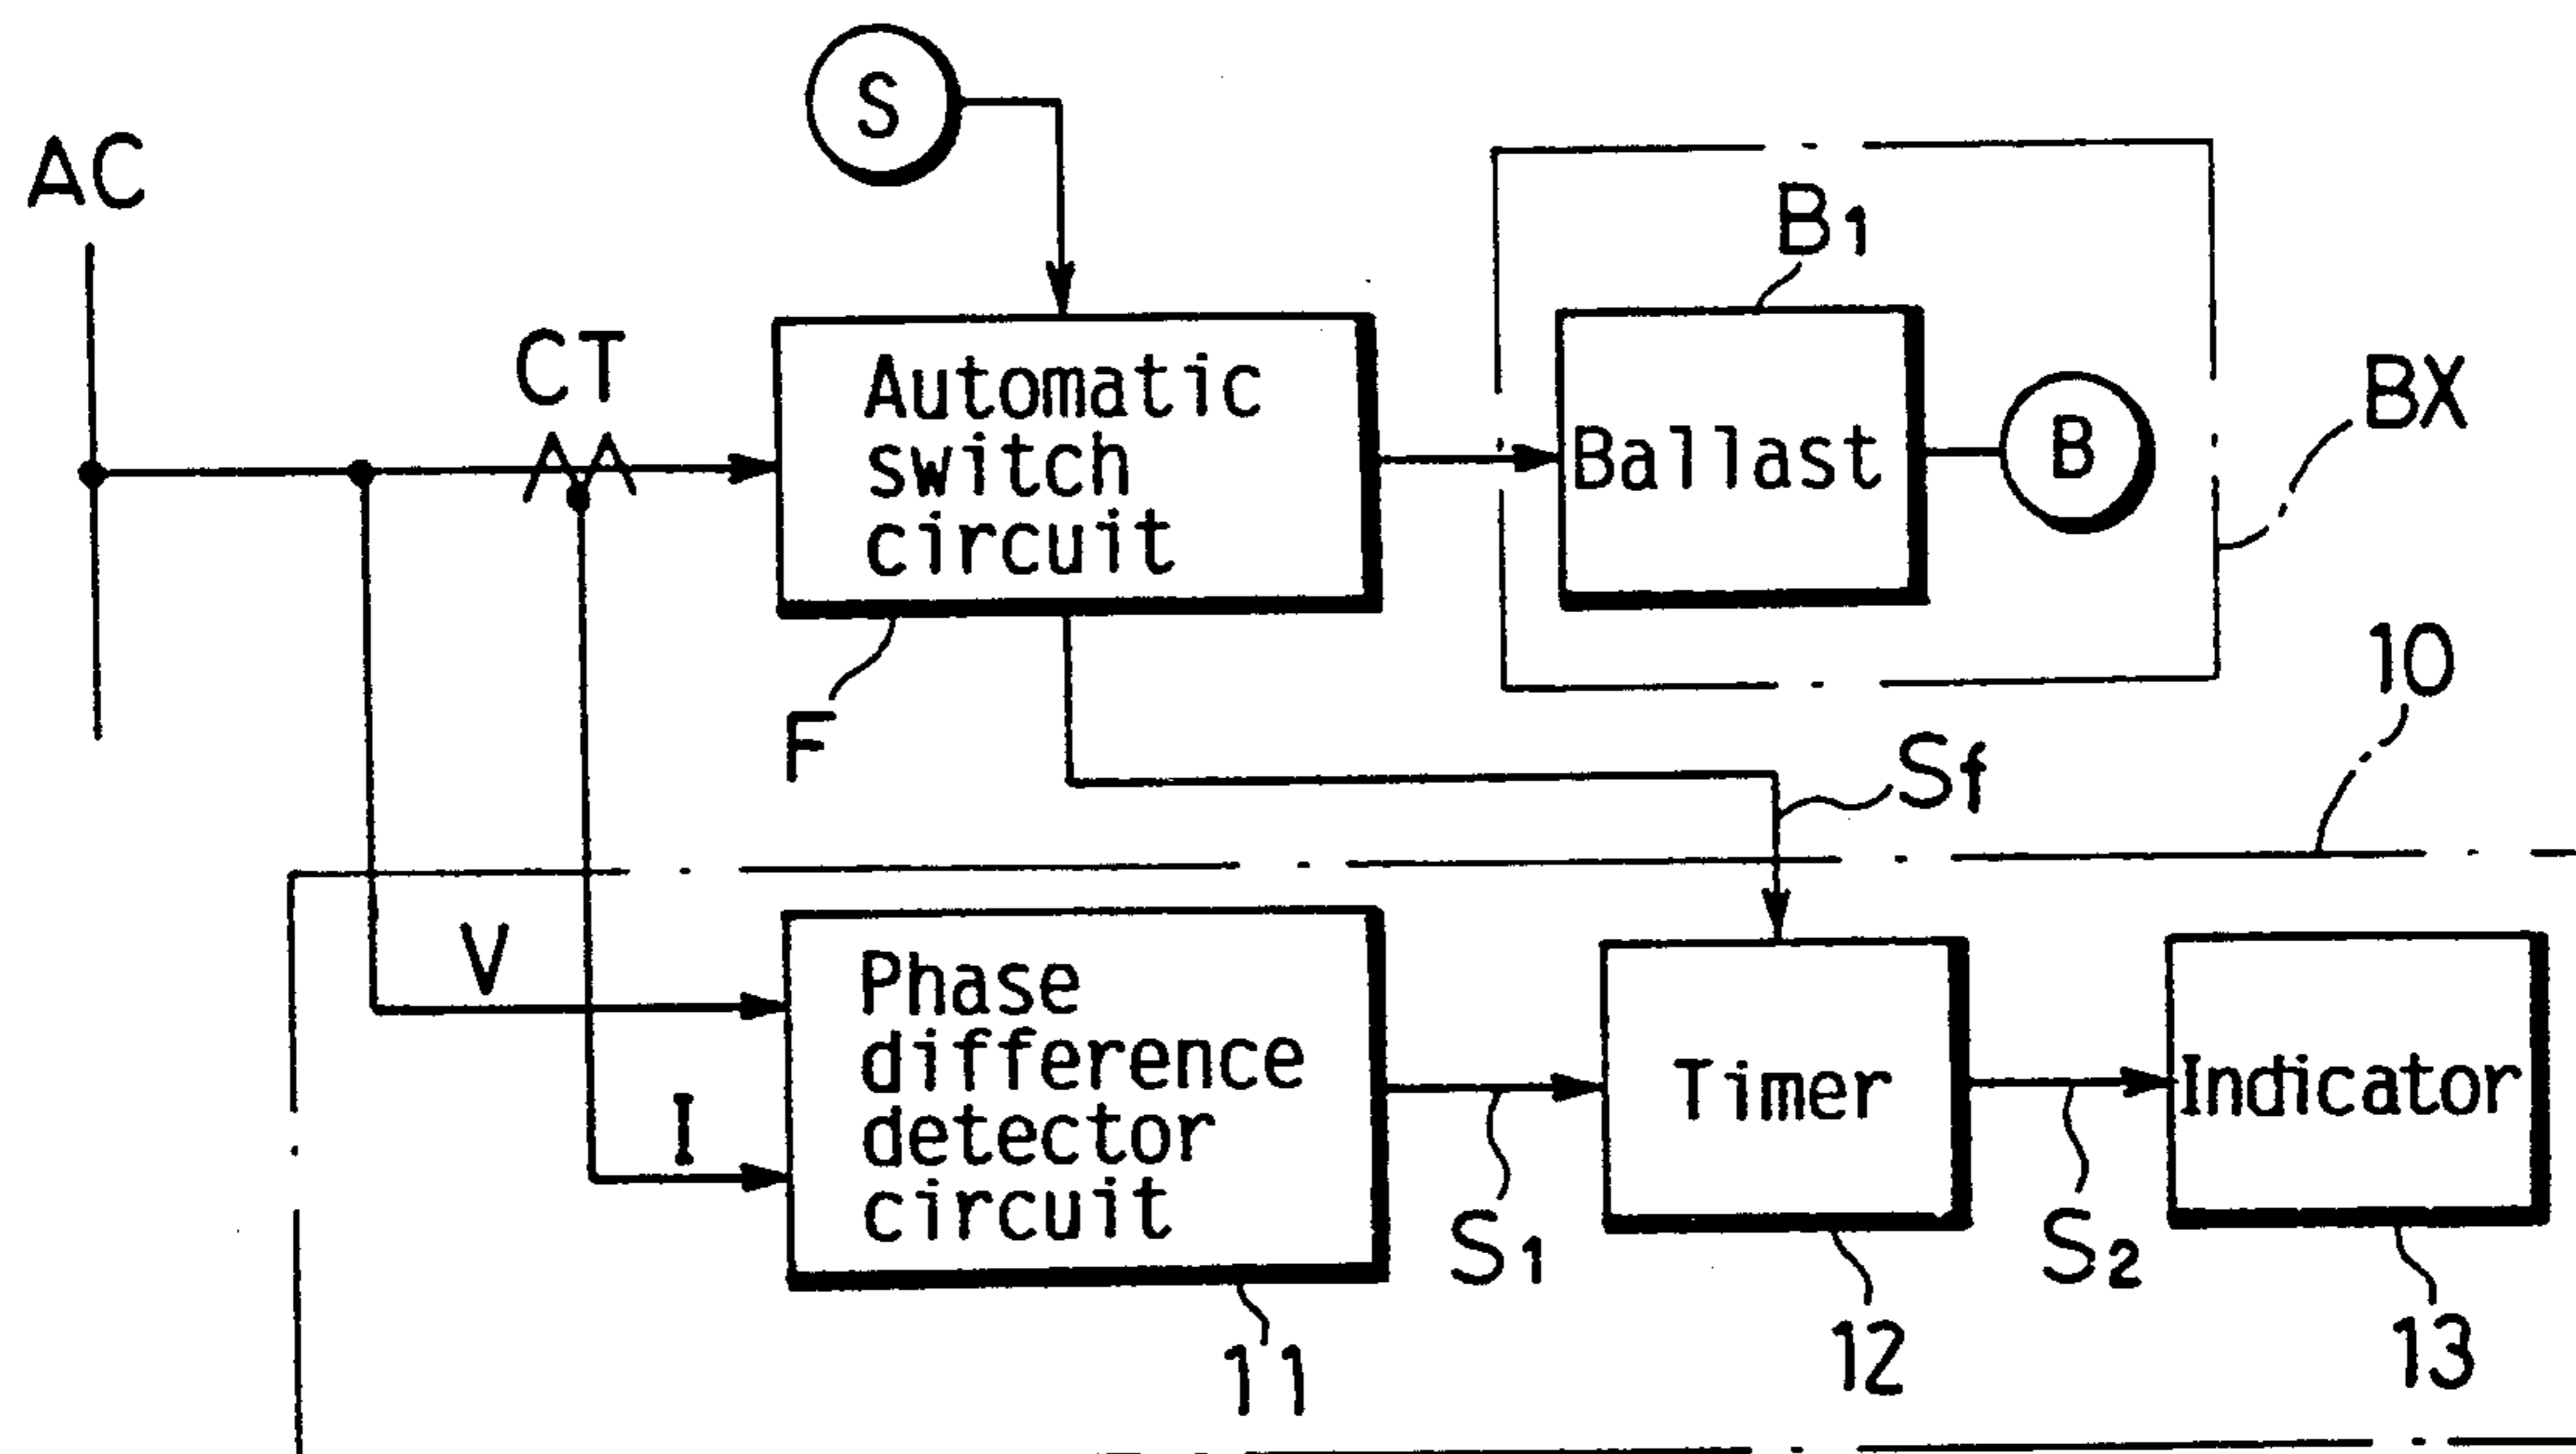 S
AC
B1
CT
Automatic
switch
circuit
Ballast
B
BX
F
10
Sf
V
I
Phase
difference
detector
circuit
Timer
Indicator
S1
S2
11
12
13